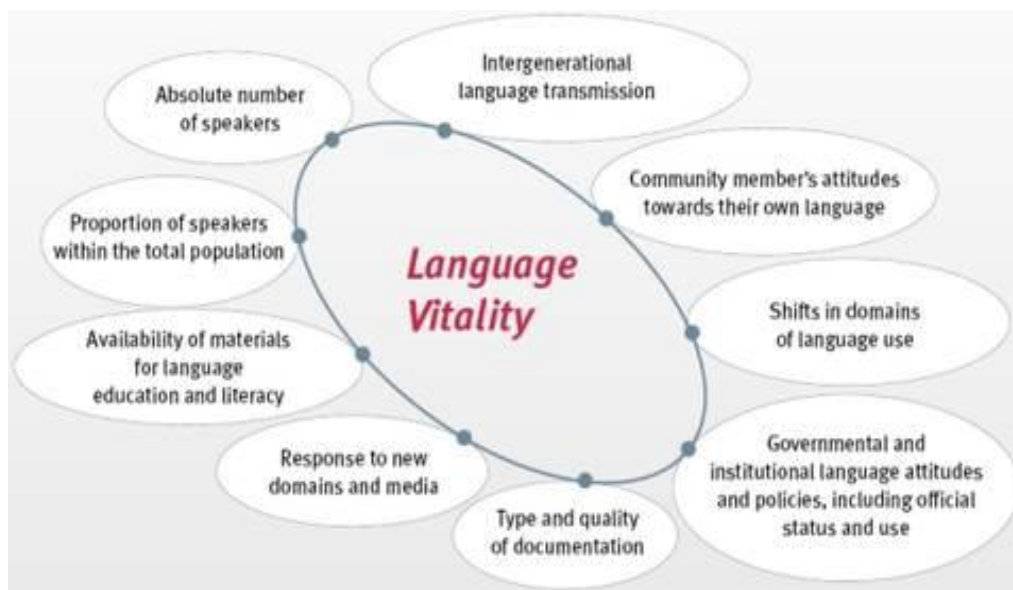 Intergenerational
language transmission
Absolute number
of speakers
Community member's attitudes
towards their own language
Proportion of speakers
within the total population
Language
Vitality
Shifts in domains
of language use
Availability of materials
for language
education and literacy
Governmental and
institutional language attitudes
and policies, including official
status and use
Response to new
domains and media
Type and quality
of documentation